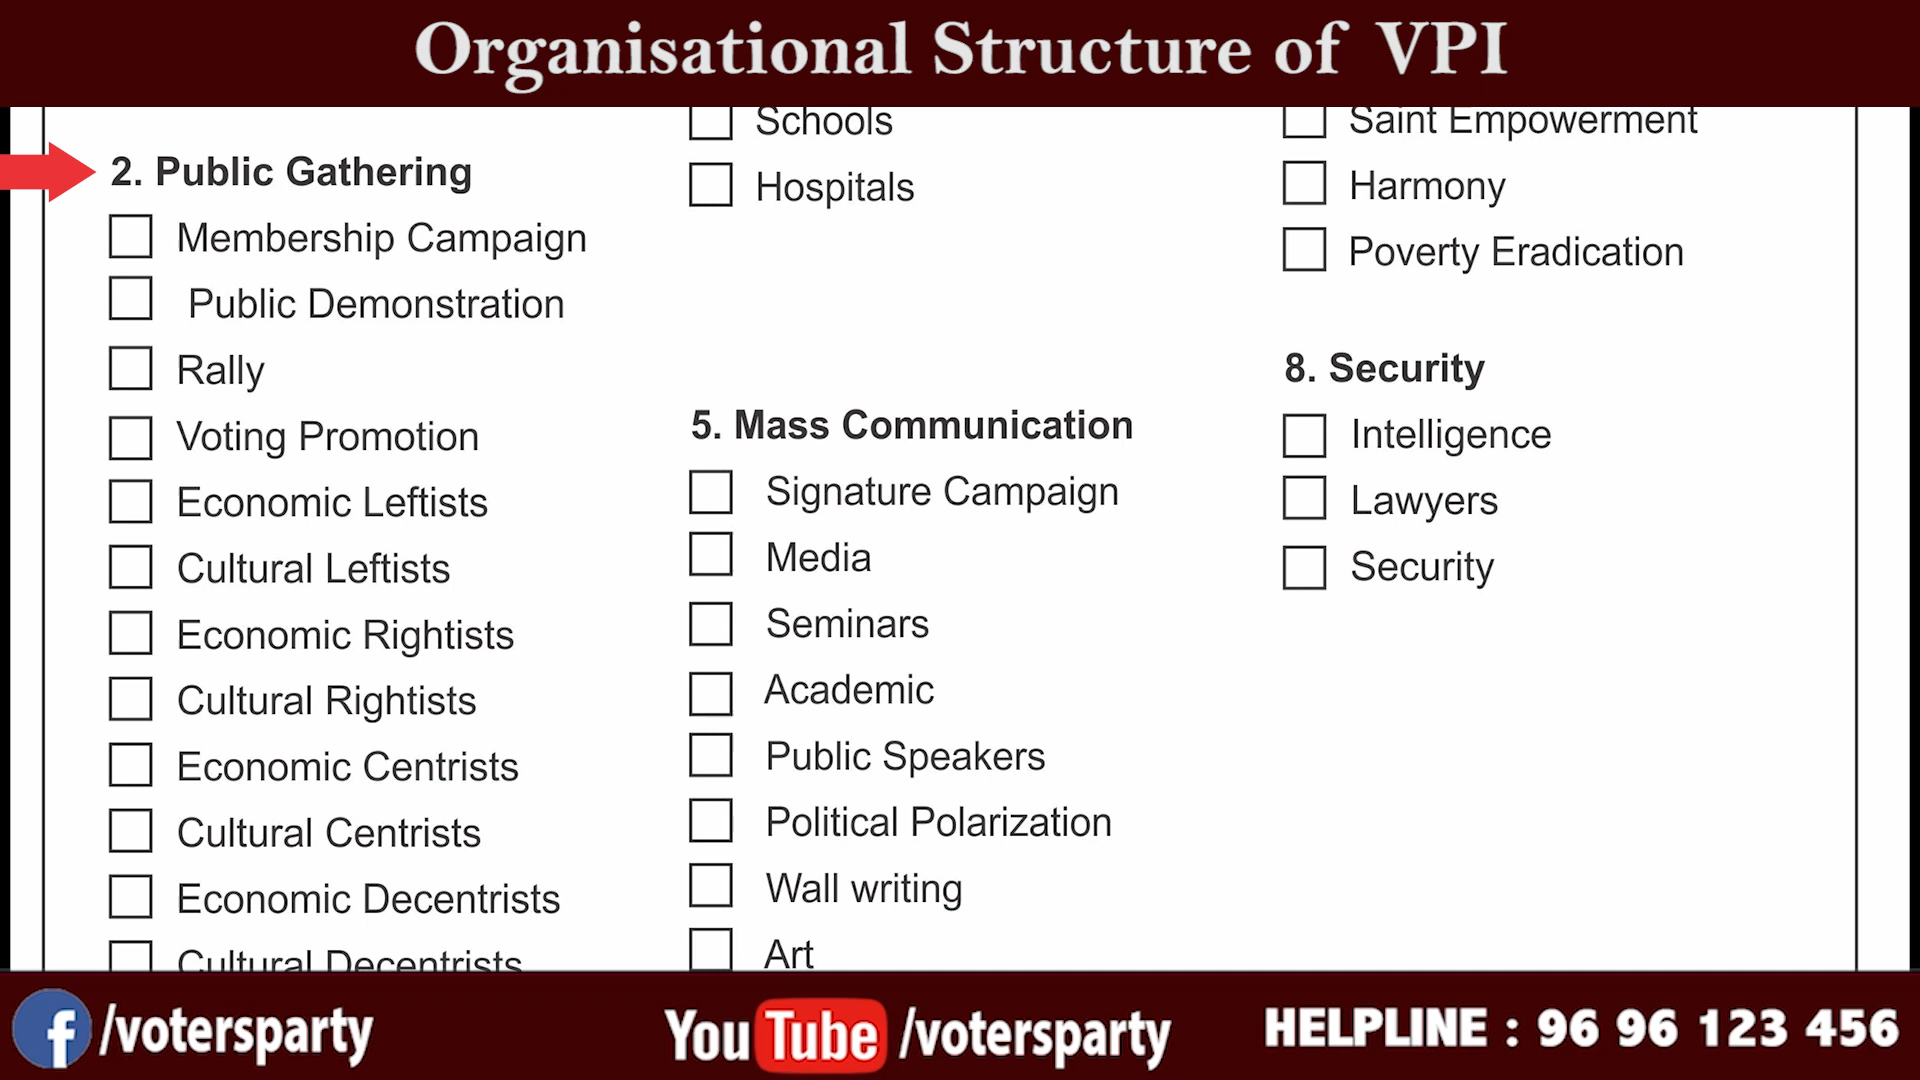 Organisational Structure of VPI
2. Public Gathering
Membership Campaign
Public Demonstration
Rally
Voting Promotion
Economic Leftists
Cultural Leftists
Economic Rightists
Cultural Rightists
Economic Centrists
Cultural Centrists
Economic Decentrists
Cultural Decentrists
Schools
Hospitals
5. Mass Communication
Signature Campaign
Media
Seminars
Academic
Public Speakers
Political Polarization
Wall writing
Art
Saint Empowerment
Harmony
Poverty Eradication
8. Security
Intelligence
Lawyers
Security
f /votersparty
YouTube /votersparty
HELPLINE : 96 96 123 456